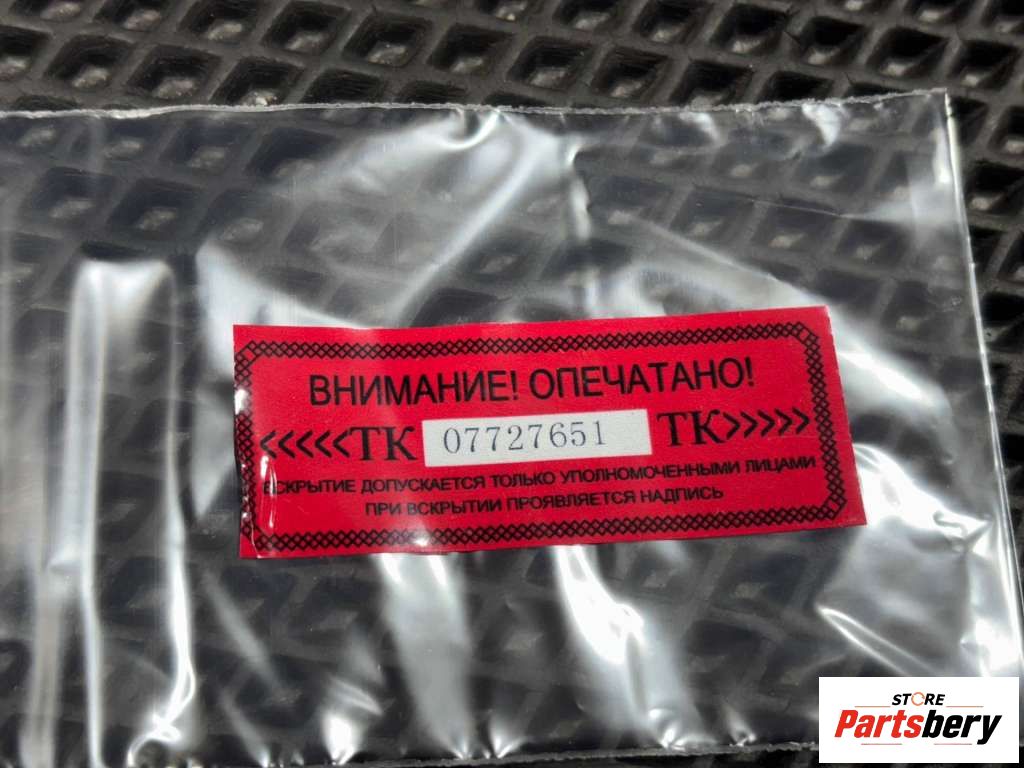 ВНИМАНИЕ! ОПЕЧАТАНО!
<<<<<ТК 07727651 ТК>>>>>
ВСКРЫТИЕ ДОПУСКАЕТСЯ ТОЛЬКО УПОЛНОМОЧЕННЫМИ ЛИЦАМИ
ПРИ ВСКРЫТИИ ПРОЯВЛЯЕТСЯ НАДПИСЬ
STORE
Partsbery